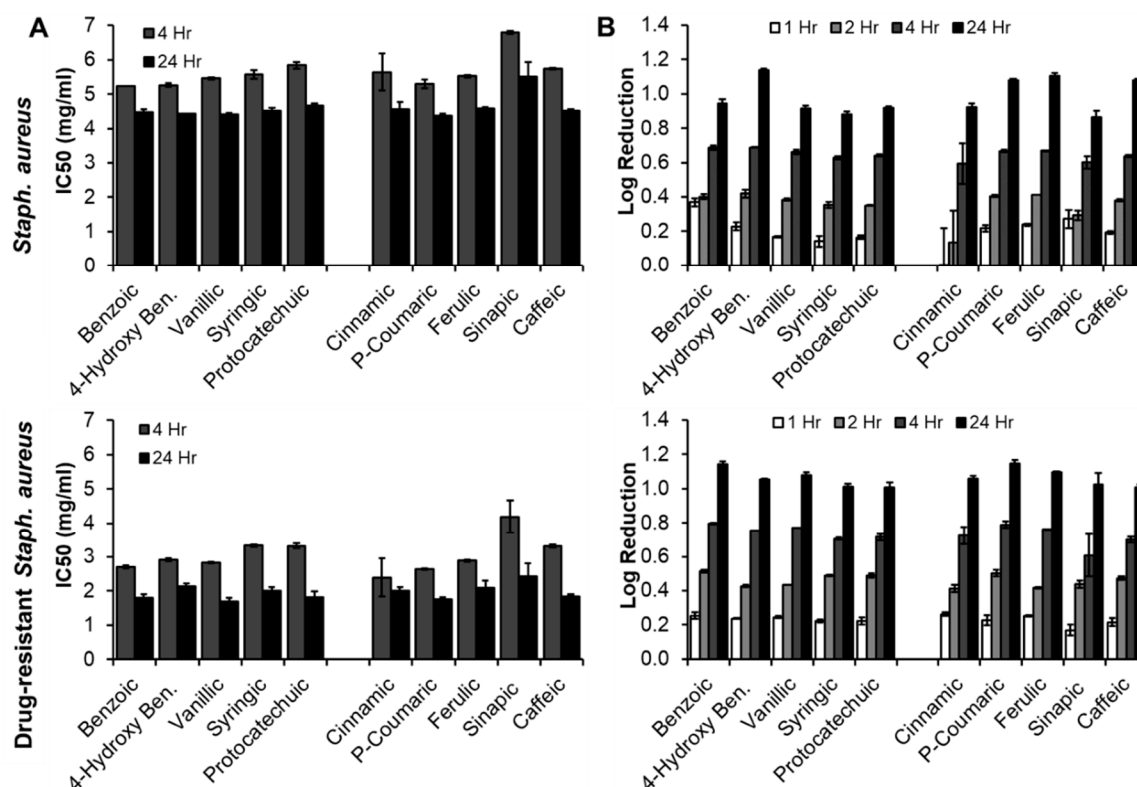 A
Staph. aureus
IC50 (mg/ml)
7
6
5
4
3
2
1
0
4 Hr
24 Hr
Benzoic
4-Hydroxy Ben.
Vanillic
Syringic
Protocatechuic
Cinnamic
P-Coumaric
Ferulic
Sinapic
Caffeic
B
Log Reduction
1.4
1.2
1.0
0.8
0.6
0.4
0.2
0.0
1 Hr 2 Hr 4 Hr 24 Hr
Benzoic
4-Hydroxy Ben.
Vanillic
Syringic
Protocatechuic
Cinnamic
P-Coumaric
Ferulic
Sinapic
Caffeic
Drug-resistant Staph. aureus
IC50 (mg/ml)
7
6
5
4
3
2
1
0
4 Hr
24 Hr
Benzoic
4-Hydroxy Ben.
Vanillic
Syringic
Protocatechuic
Cinnamic
P-Coumaric
Ferulic
Sinapic
Caffeic
Log Reduction
1.4
1.2
1.0
0.8
0.6
0.4
0.2
0.0
1 Hr 2 Hr 4 Hr 24 Hr
Benzoic
4-Hydroxy Ben.
Vanillic
Syringic
Protocatechuic
Cinnamic
P-Coumaric
Ferulic
Sinapic
Caffeic